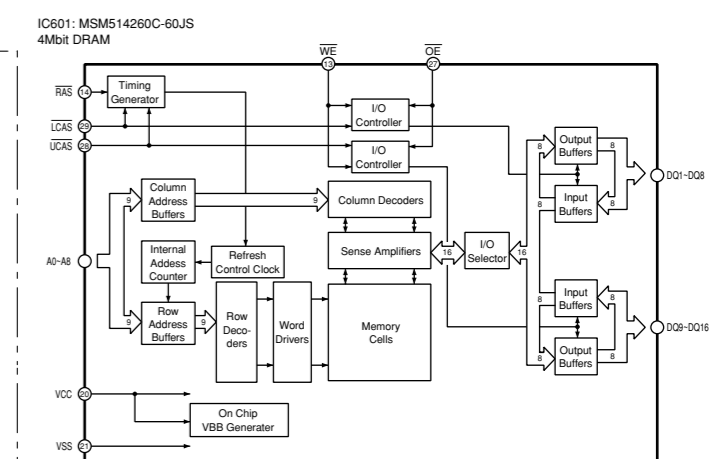 IC601: MSM514260C-60JS
4Mbit DRAM
WE
OE
13
27
RAS
14
Timing
Generator
LCAS
29
UCAS
28
I/O
Controller
I/O
Controller
Output
Buffers
8
8
DQ1~DQ8
Input
Buffers
8
8
Column
Address
Buffers
9
9
Column Decoders
A0~A8
Internal
Addess
Counter
Refresh
Control Clock
Sense Amplifiers
16
I/O
Selector
16
Row
Address
Buffers
9
9
Row
Deco-
ders
Word
Drivers
Memory
Cells
Input
Buffers
8
8
DQ9~DQ16
Output
Buffers
8
8
VCC
20
On Chip
VBB Generater
VSS
21